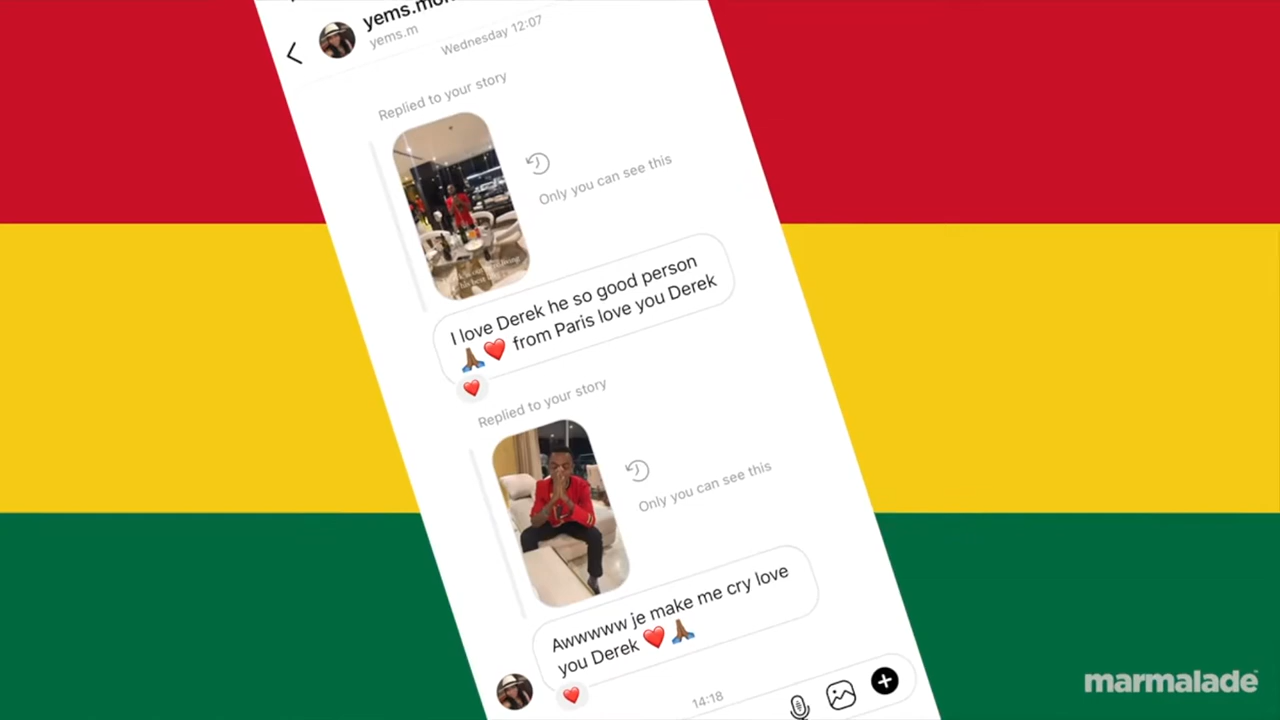 yems.mon
yems.m
Wednesday 12:07
Replied to your story
Only you can see this
I love Derek he so good person
🙏🏾❤️ from Paris love you Derek
❤️
Replied to your story
Only you can see this
Awwwww je make me cry love
you Derek ❤️ 🙏🏾
❤️
14:18
marmalade